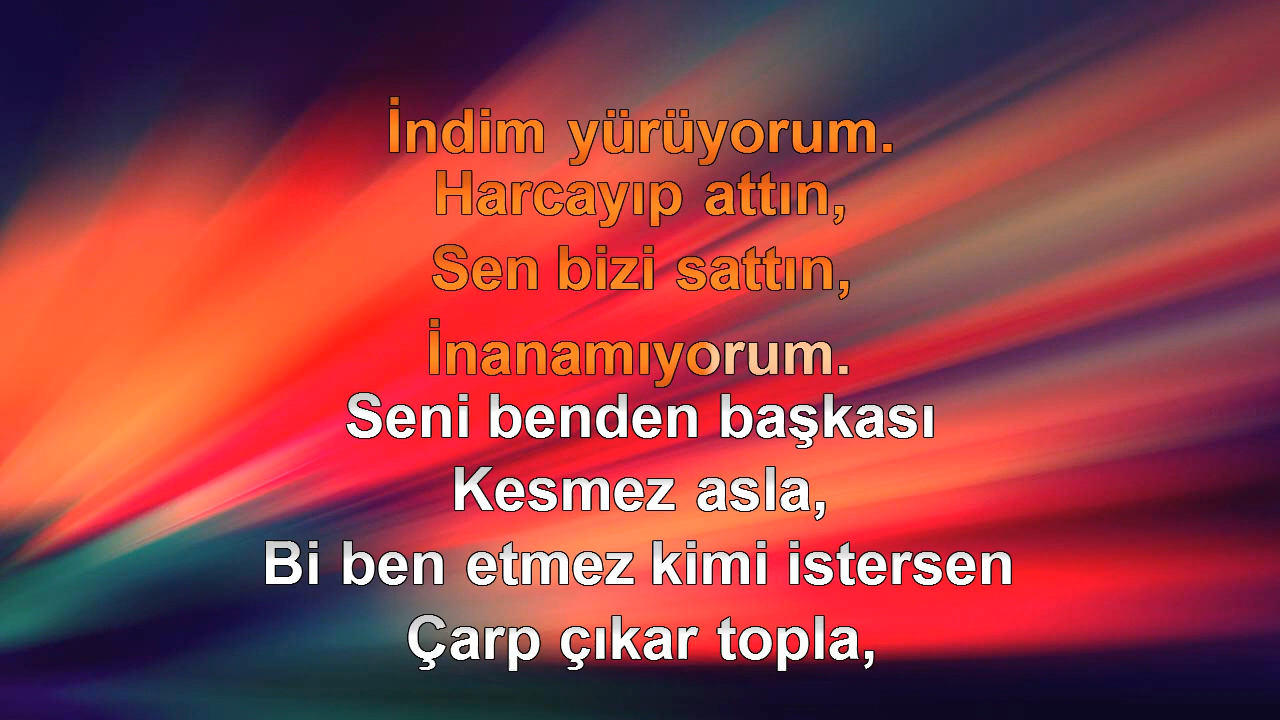 İndim yürüyorum.
Harcayıp attın,
Sen bizi sattın,
İnanamıyorum.
Seni benden başkası
Kesmez asla,
Bi ben etmez kimi istersen
Çarp çıkar topla,